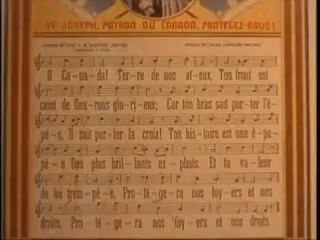 ST JOSEPH, PATRON DU CANADA, PROTEGEZ-NOUS!
O Ca-na-da! Ter-re de nos aï-eux, Ton front est
ceint de fleu-rons glo-ri-eux; Car ton bras sait por-ter l'é-
pé-e, Il sait por-ter la croix! Ton his-toire est une é-po-
pé-e Des plus bril-lants ex-ploits. Et ta va-leur
de foi trem-pé-e, Pro-té-ge-ra nos foy-ers et nos
droits, Pro-té-ge-ra nos foy-ers et nos droits.